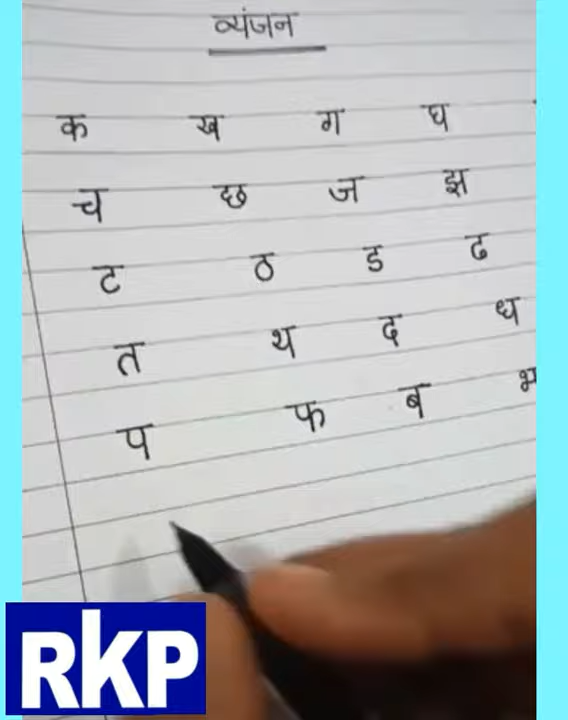 व्यंजन
क ख ग घ
च छ ज झ
ट ठ ड ढ
त थ द ध
प फ ब भ
RKP